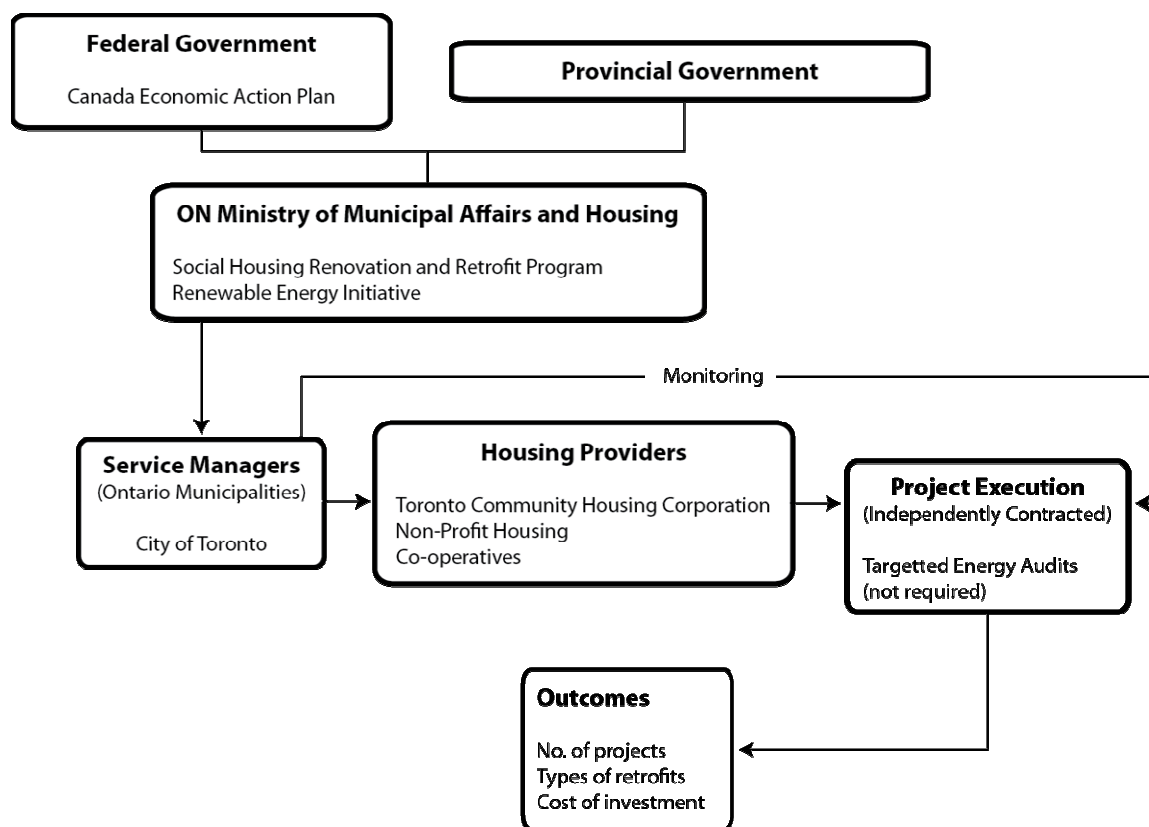 Federal Government
Canada Economic Action Plan
Provincial Government
ON Ministry of Municipal Affairs and Housing
Social Housing Renovation and Retrofit Program
Renewable Energy Initiative
Monitoring
Service Managers
(Ontario Municipalities)
City of Toronto
Housing Providers
Toronto Community Housing Corporation
Non-Profit Housing
Co-operatives
Project Execution
(Independently Contracted)
Targetted Energy Audits
(not required)
Outcomes
No. of projects
Types of retrofits
Cost of investment